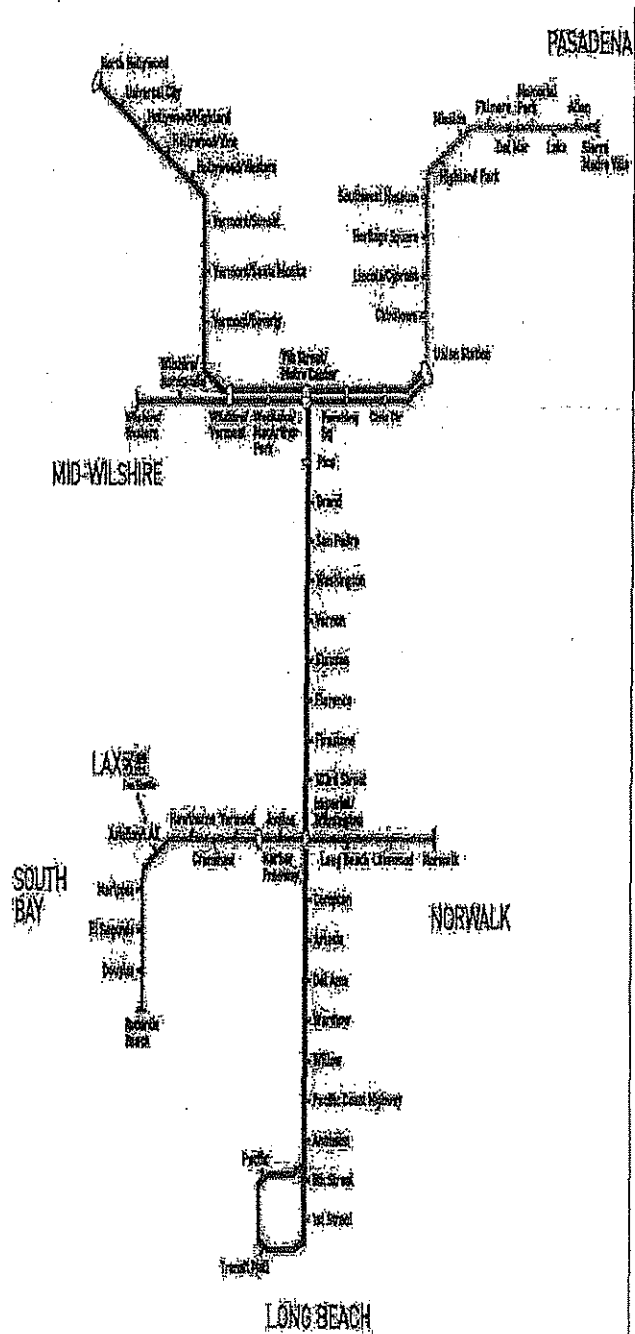 PASADENA
North Hollywood
Universal City
Hollywood/Highland
Hollywood/Vine
Hollywood/Western
Vermont/Sunset
Vermont/Santa Monica
Vermont/Beverly
Wilshire/
Normandie
Wilshire/
Western
Wilshire/
Vermont
Westlake/
MacArthur
Park
7th Street/
Metro Center
Pershing
Sq
Civic Ctr
Union Station
Chinatown
Lincoln/Cypress
Heritage Square
Southwest Museum
Highland Park
Mission
Fillmore
Del Mar
Memorial
Park
Lake
Allen
Sierra
Madre Villa
MID-WILSHIRE
Pico
Grand
San Pedro
Washington
Vernon
Slauson
Florence
Firestone
103rd Street
Imperial/
Wilmington
LAX
Aviation
Hawthorne
Crenshaw
Vermont
Harbor
Freeway
Avalon
Long Beach
Lakewood
Norwalk
SOUTH
BAY
Mariposa
El Segundo
Douglas
Redondo
Beach
NORWALK
Compton
Artesia
Del Amo
Wardlow
Willow
Pacific Coast Highway
Anaheim
Pacific
5th Street
1st Street
Transit Mall
LONG BEACH